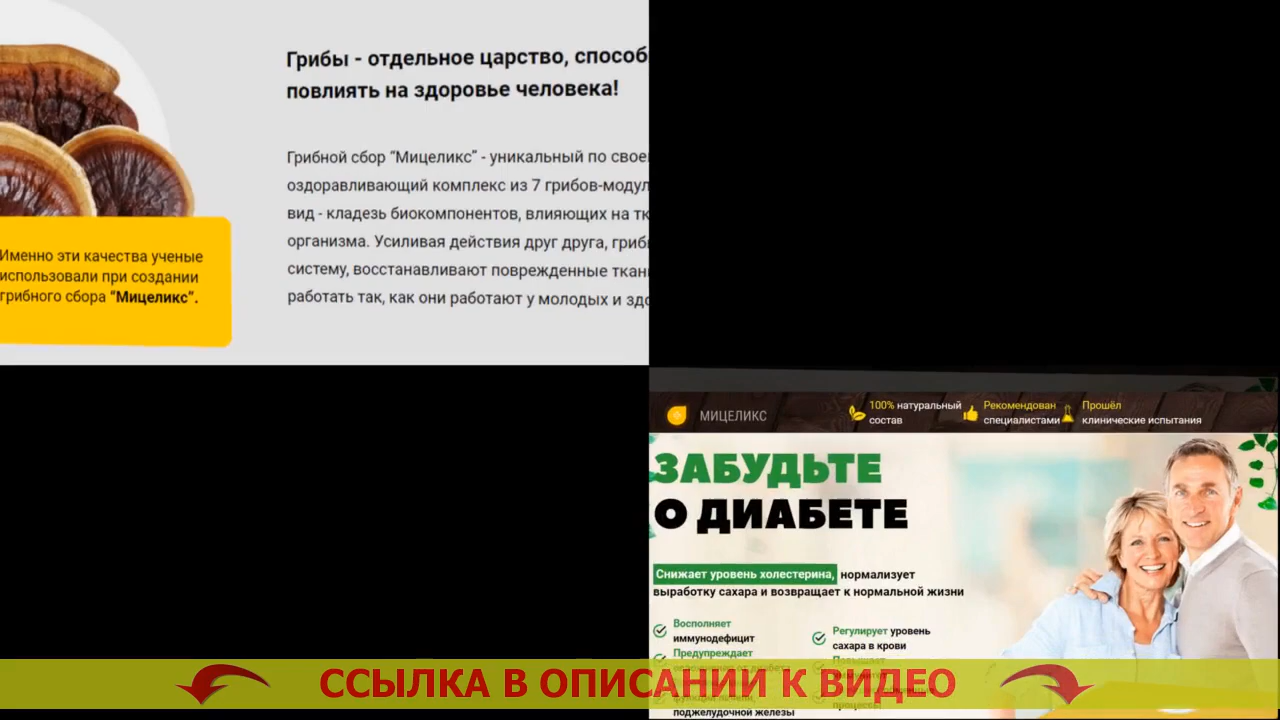 Грибы - отдельное царство, способ
повлиять на здоровье человека!
Грибной сбор “Мицеликс” - уникальный по свое
оздоравливающий комплекс из 7 грибов-модул
вид - кладезь биокомпонентов, влияющих на тк
организма. Усиливая действия друг друга, гриб
систему, восстанавливают поврежденные ткан
работать так, как они работают у молодых и здо
Именно эти качества ученые
использовали при создании
грибного сбора “Мицеликс”.
МИЦЕЛИКС
100% натуральный
состав
Рекомендован
специалистами
Прошёл
клинические испытания
ЗАБУДЬТЕ
О ДИАБЕТЕ
Снижает уровень холестерина, нормализует
выработку сахара и возвращает к нормальной жизни
Восполняет
иммунодефицит
Регулирует уровень
сахара в крови
Предупреждает
поджелудочной железы
ССЫЛКА В ОПИСАНИИ К ВИДЕО